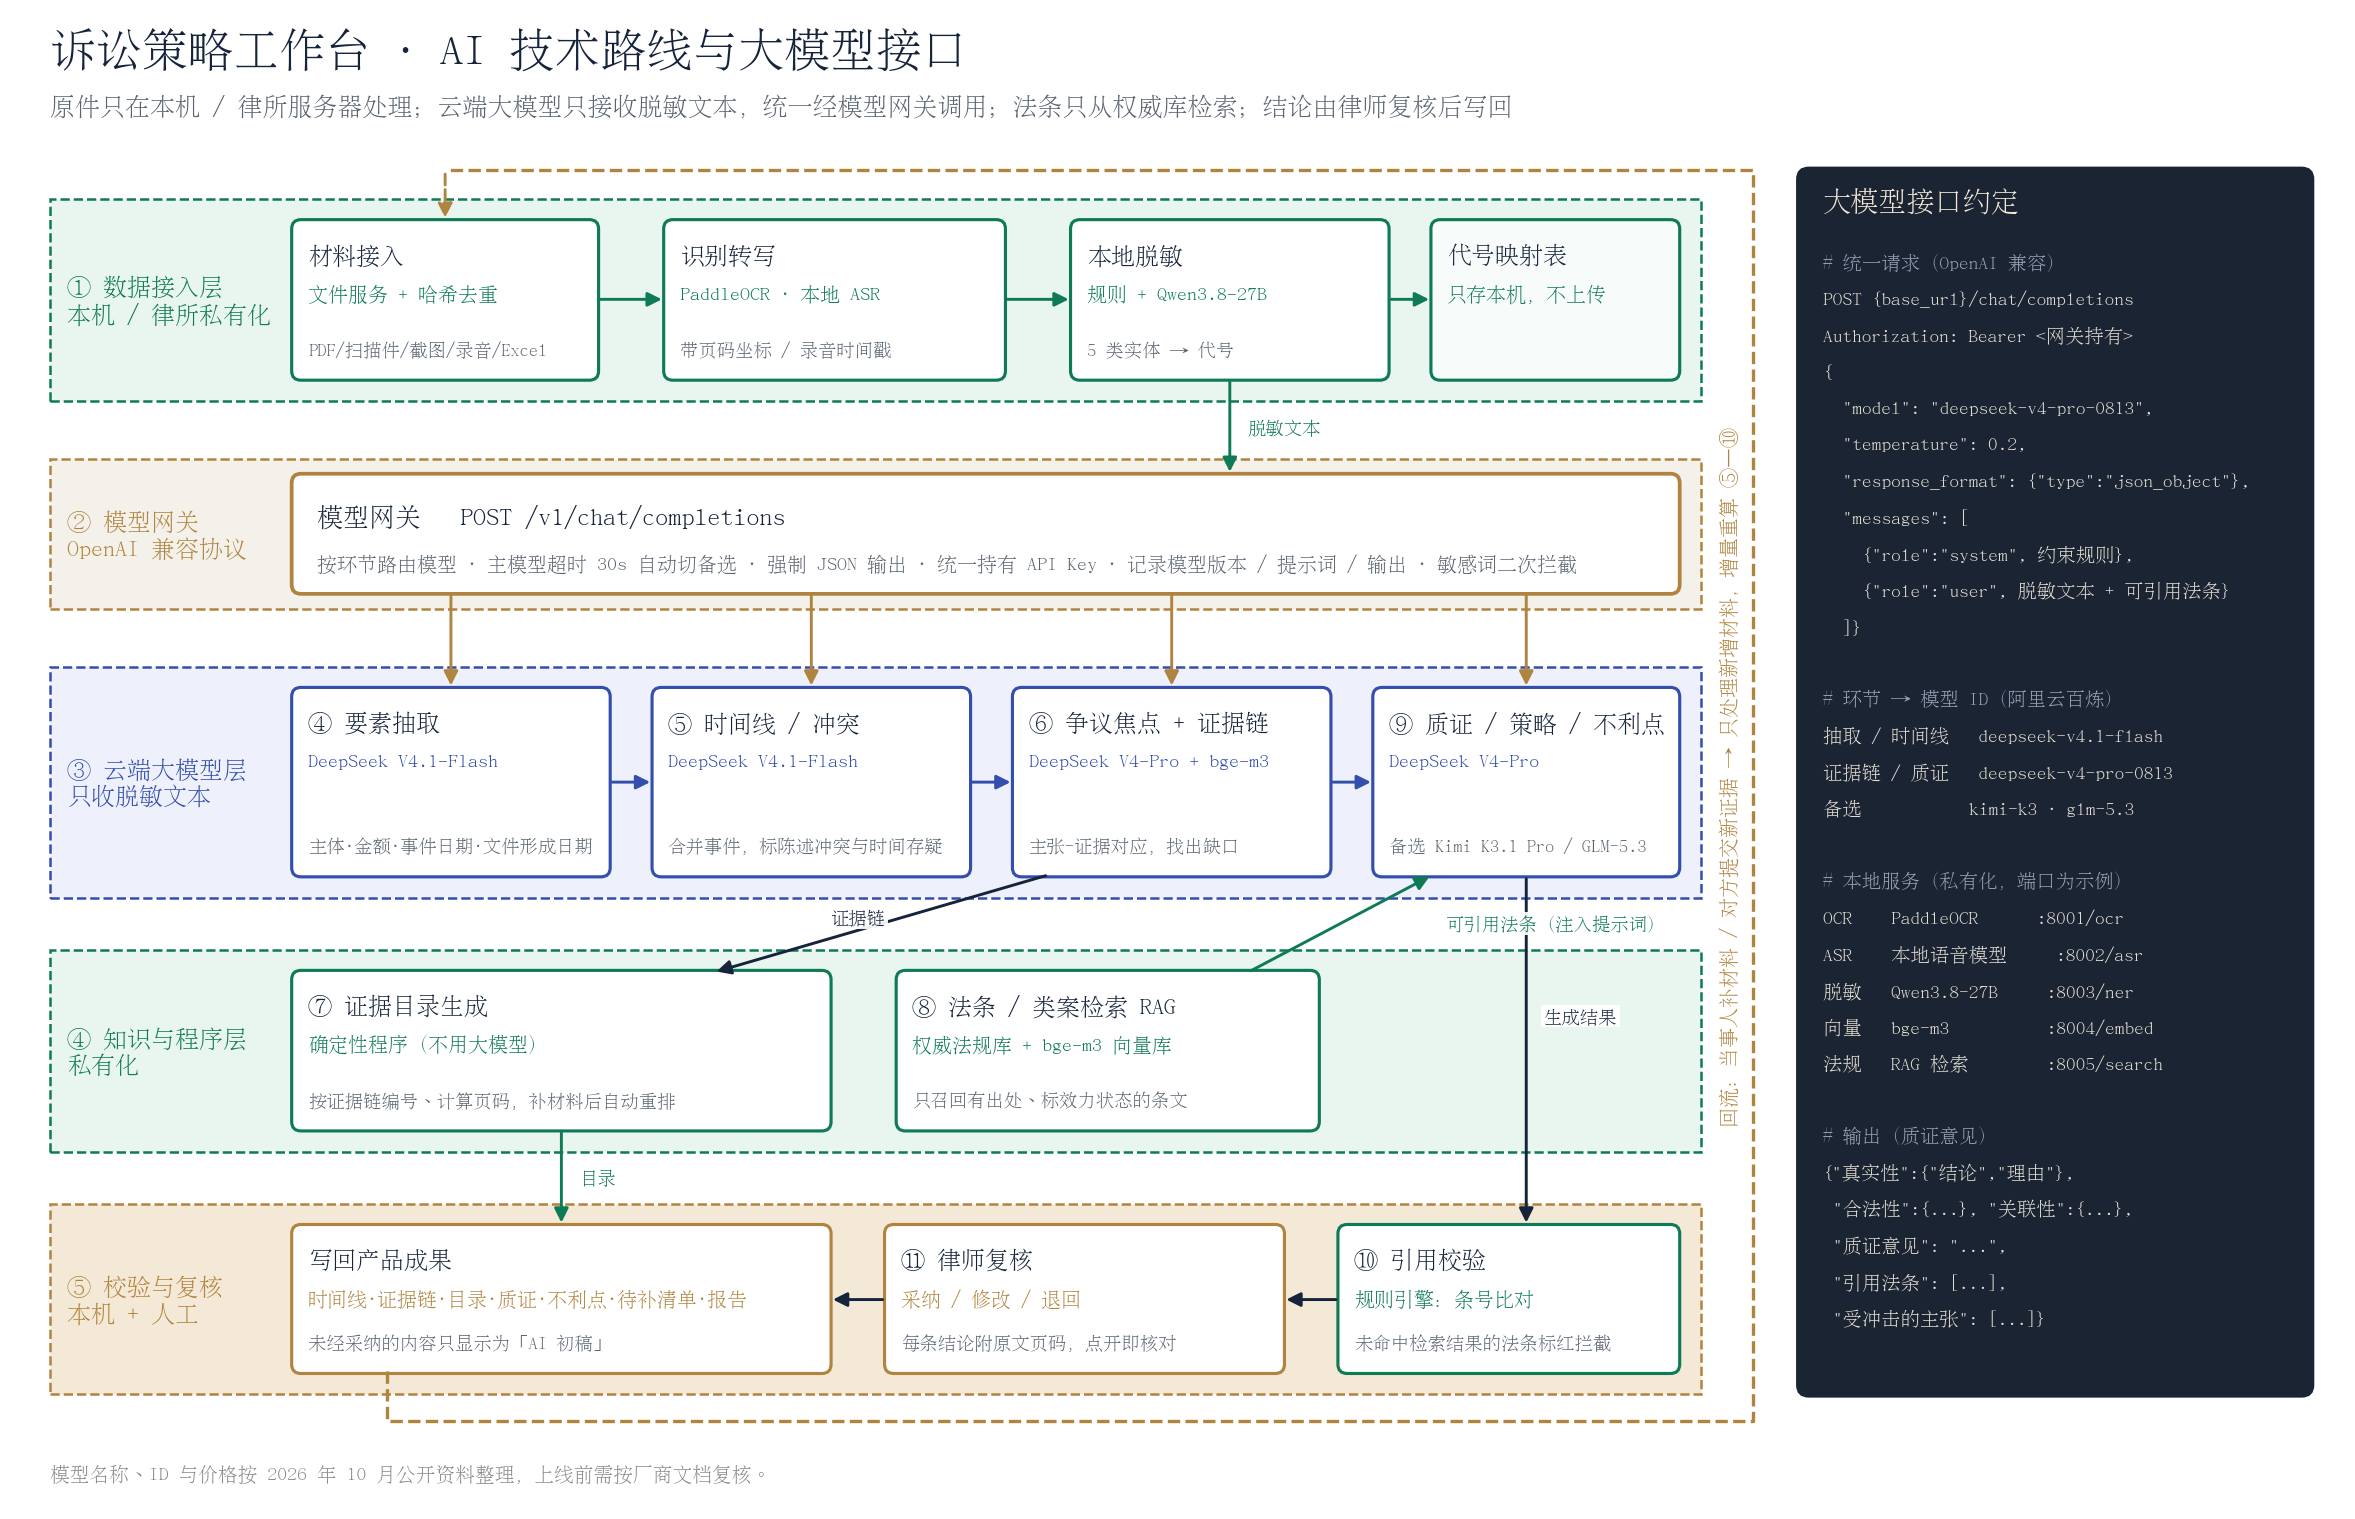 诉讼策略工作台 · AI 技术路线与大模型接口
原件只在本机 / 律所服务器处理；云端大模型只接收脱敏文本，统一经模型网关调用；法条只从权威库检索；结论由律师复核后写回
① 数据接入层
本机 / 律所私有化
材料接入
文件服务 + 哈希去重
PDF/扫描件/截图/录音/Excel
识别转写
PaddleOCR · 本地 ASR
带页码坐标 / 录音时间戳
本地脱敏
规则 + Qwen3.8-27B
5 类实体 → 代号
代号映射表
只存本机，不上传
脱敏文本
② 模型网关
OpenAI 兼容协议
模型网关 POST /v1/chat/completions
按环节路由模型 · 主模型超时 30s 自动切备选 · 强制 JSON 输出 · 统一持有 API Key · 记录模型版本 / 提示词 / 输出 · 敏感词二次拦截
③ 云端大模型层
只收脱敏文本
④ 要素抽取
DeepSeek V4.1-Flash
主体·金额·事件日期·文件形成日期
⑤ 时间线 / 冲突
DeepSeek V4.1-Flash
合并事件，标陈述冲突与时间存疑
⑥ 争议焦点 + 证据链
DeepSeek V4-Pro + bge-m3
主张-证据对应，找出缺口
⑨ 质证 / 策略 / 不利点
DeepSeek V4-Pro
备选 Kimi K3.1 Pro / GLM-5.3
证据链
可引用法条（注入提示词）
④ 知识与程序层
私有化
⑦ 证据目录生成
确定性程序（不用大模型）
按证据链编号、计算页码，补材料后自动重排
⑧ 法条 / 类案检索 RAG
权威法规库 + bge-m3 向量库
只召回有出处、标效力状态的条文
生成结果
目录
⑤ 校验与复核
本机 + 人工
写回产品成果
时间线·证据链·目录·质证·不利点·待补清单·报告
未经采纳的内容只显示为「AI 初稿」
⑪ 律师复核
采纳 / 修改 / 退回
每条结论附原文页码，点开即核对
⑩ 引用校验
规则引擎：条号比对
未命中检索结果的法条标红拦截
回流：当事人补材料 / 对方提交新证据 → 只处理新增材料，增量重算 ⑤—⑩
大模型接口约定
# 统一请求（OpenAI 兼容）
POST {base_url}/chat/completions
Authorization: Bearer <网关持有>
{
"model": "deepseek-v4-pro-0813",
"temperature": 0.2,
"response_format": {"type":"json_object"},
"messages": [
{"role":"system", 约束规则},
{"role":"user", 脱敏文本 + 可引用法条}
]}
# 环节 → 模型 ID（阿里云百炼）
抽取 / 时间线 deepseek-v4.1-flash
证据链 / 质证 deepseek-v4-pro-0813
备选 kimi-k3 · glm-5.3
# 本地服务（私有化，端口为示例）
OCR PaddleOCR :8001/ocr
ASR 本地语音模型 :8002/asr
脱敏 Qwen3.8-27B :8003/ner
向量 bge-m3 :8004/embed
法规 RAG 检索 :8005/search
# 输出（质证意见）
{"真实性":{"结论","理由"},
"合法性":{...}, "关联性":{...},
"质证意见": "...",
"引用法条": [...],
"受冲击的主张": [...]}
模型名称、ID 与价格按 2026 年 10 月公开资料整理，上线前需按厂商文档复核。